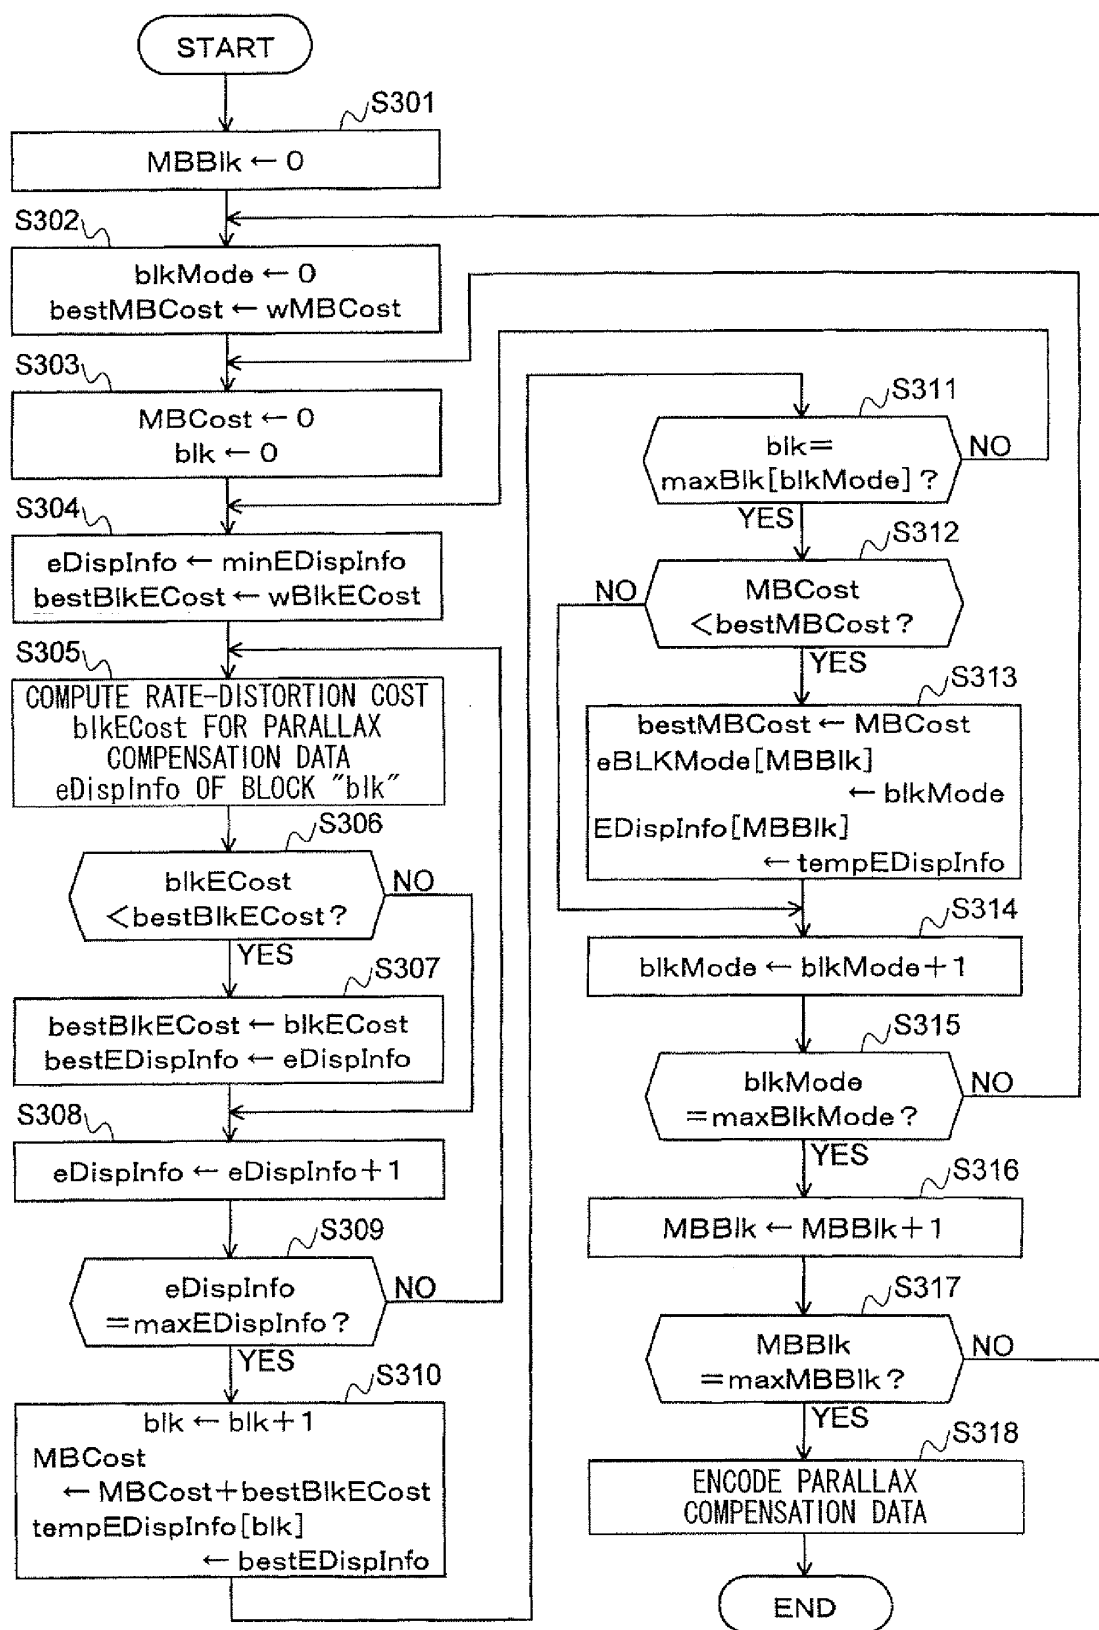 START
S301
MBBlk ← 0
S302
blkMode ← 0
bestMBCost ← wMBCost
S303
MBCost ← 0
blk ← 0
S304
eDispInfo ← minEDispInfo
bestBlkECost ← wBlkECost
S305
COMPUTE RATE-DISTORTION COST
blkECost FOR PARALLAX
COMPENSATION DATA
eDispInfo OF BLOCK "blk"
S306
blkECost
<bestBlkECost?
NO
YES
S307
bestBlkECost ← blkECost
bestEDispInfo ← eDispInfo
S308
eDispInfo ← eDispInfo+1
S309
eDispInfo
=maxEDispInfo?
NO
YES
S310
blk ← blk+1
MBCost
← MBCost+bestBlkECost
tempEDispInfo[blk]
← bestEDispInfo
S311
blk=
maxBlk[blkMode]?
NO
YES
S312
MBCost
<bestMBCost?
NO
YES
S313
bestMBCost ← MBCost
eBLKMode[MBBlk]
← blkMode
EDispInfo[MBBlk]
← tempEDispInfo
S314
blkMode ← blkMode+1
S315
blkMode
=maxBlkMode?
NO
YES
S316
MBBlk ← MBBlk+1
S317
MBBlk
=maxMBBlk?
NO
YES
S318
ENCODE PARALLAX
COMPENSATION DATA
END